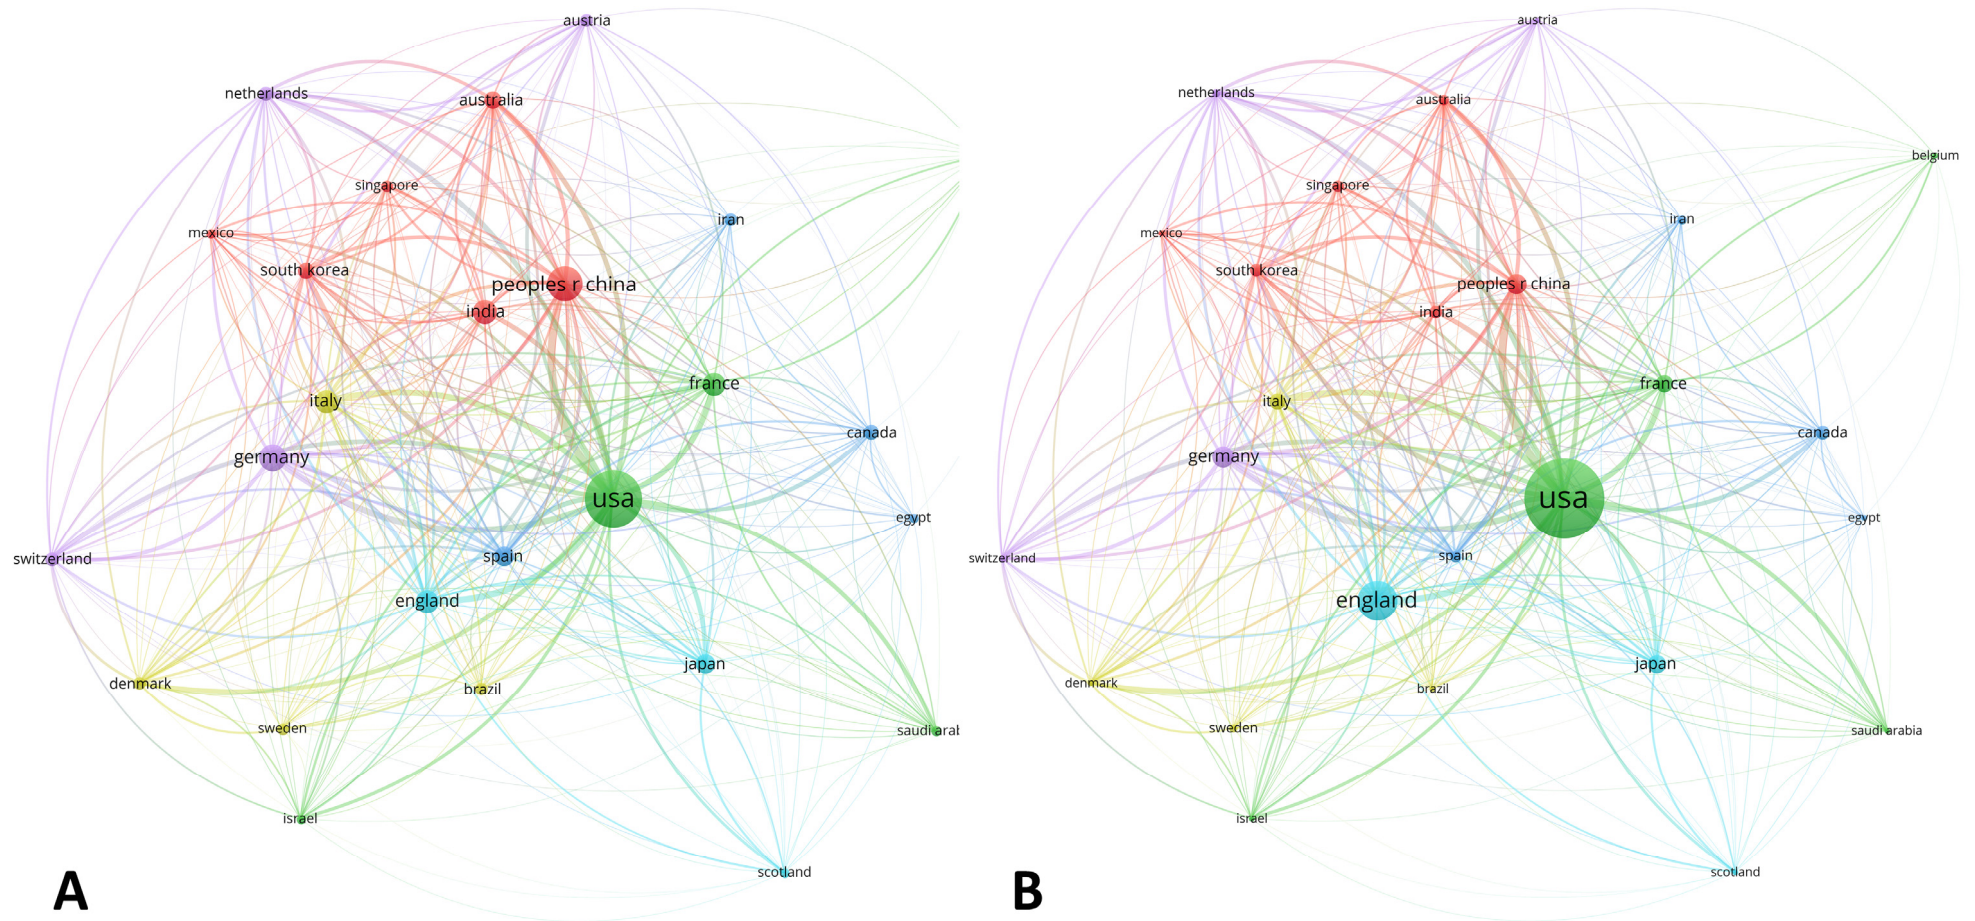 austria
netherlands
australia
singapore
iran
mexico
south korea
peoples r china
india
france
italy
canada
germany
usa
egypt
spain
switzerland
england
japan
denmark
brazil
sweden
saudi aral
israel
scotland
A
austria
netherlands
australia
belgium
singapore
iran
mexico
south korea
peoples r china
india
france
italy
canada
germany
usa
egypt
spain
switzerland
england
japan
denmark
brazil
sweden
saudi arabia
israel
scotland
B